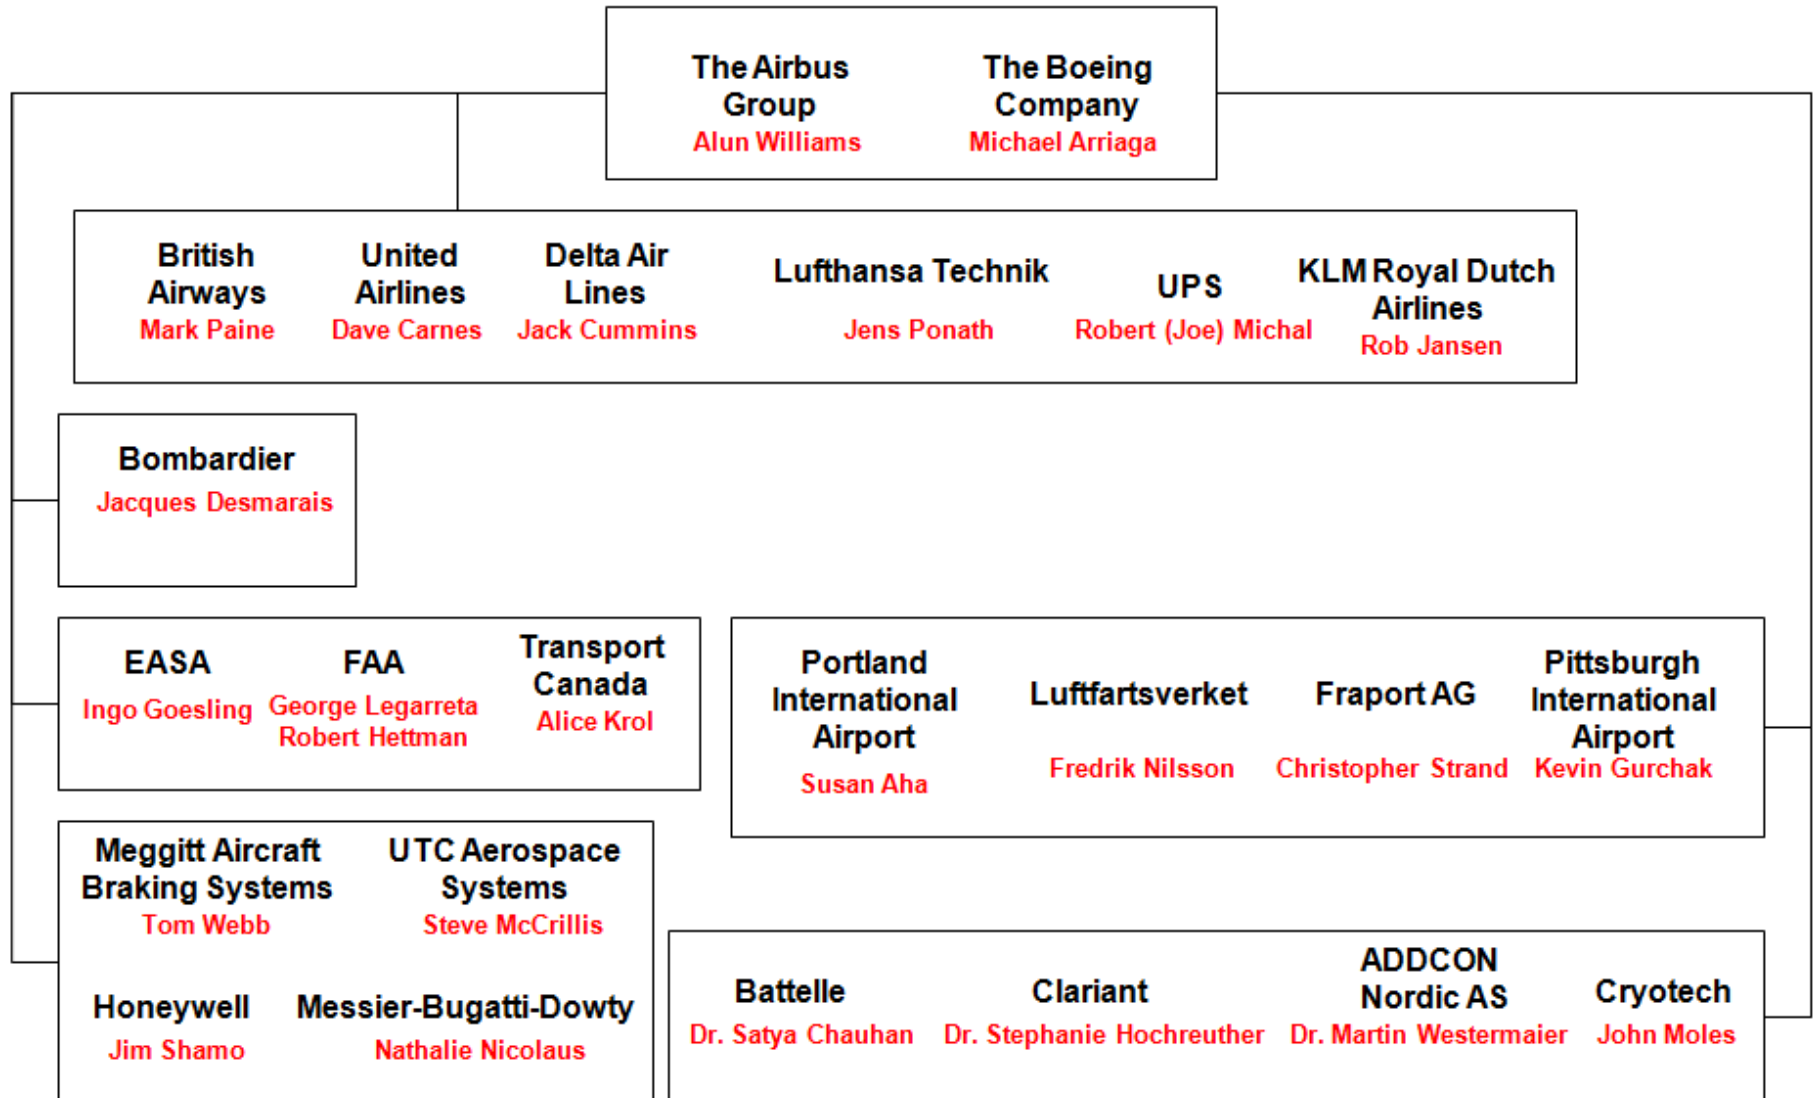 The Airbus
Group
Alun Williams
The Boeing
Company
Michael Arriaga
British
Airways
Mark Paine
United
Airlines
Dave Carnes
Delta Air
Lines
Jack Cummins
Lufthansa Technik
Jens Ponath
UPS
Robert (Joe) Michal
KLM Royal Dutch
Airlines
Rob Jansen
Bombardier
Jacques Desmarais
EASA
Ingo Goesling
FAA
George Legarreta
Robert Hettman
Transport
Canada
Alice Krol
Portland
International
Airport
Susan Aha
Luftfartsverket
Fredrik Nilsson
Fraport AG
Christopher Strand
Pittsburgh
International
Airport
Kevin Gurchak
Meggitt Aircraft
Braking Systems
Tom Webb
UTC Aerospace
Systems
Steve McCrillis
Honeywell
Jim Shamo
Messier-Bugatti-Dowty
Nathalie Nicolaus
Battelle
Dr. Satya Chauhan
Clariant
Dr. Stephanie Hochreuther
ADDCON
Nordic AS
Dr. Martin Westermaier
Cryotech
John Moles